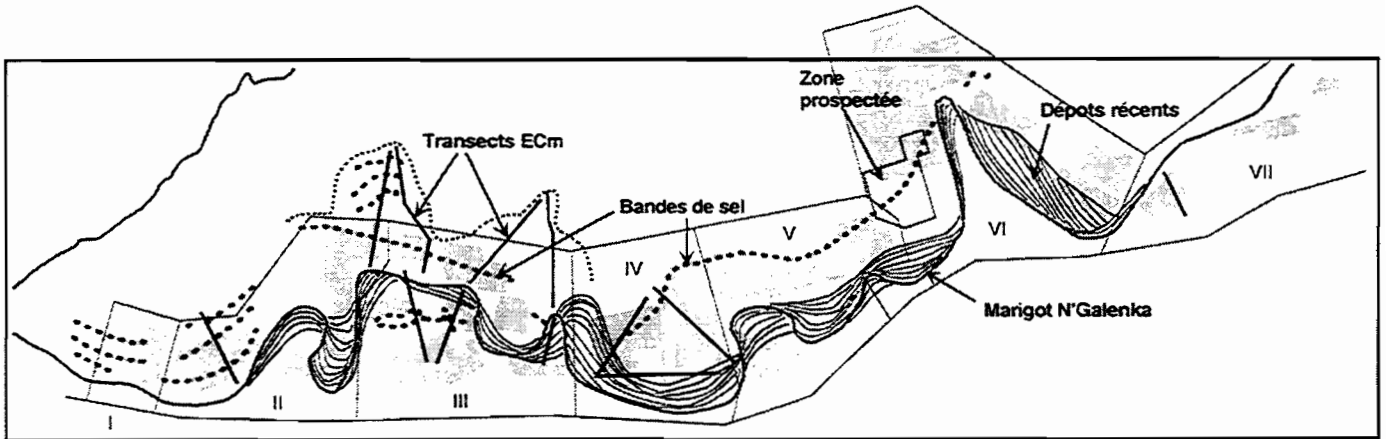 Zone
prospectée
Dépots récents
Transects ECm
VII
Bandes de sel
V
VI
IV
Marigot N'Galenka
I
II
III